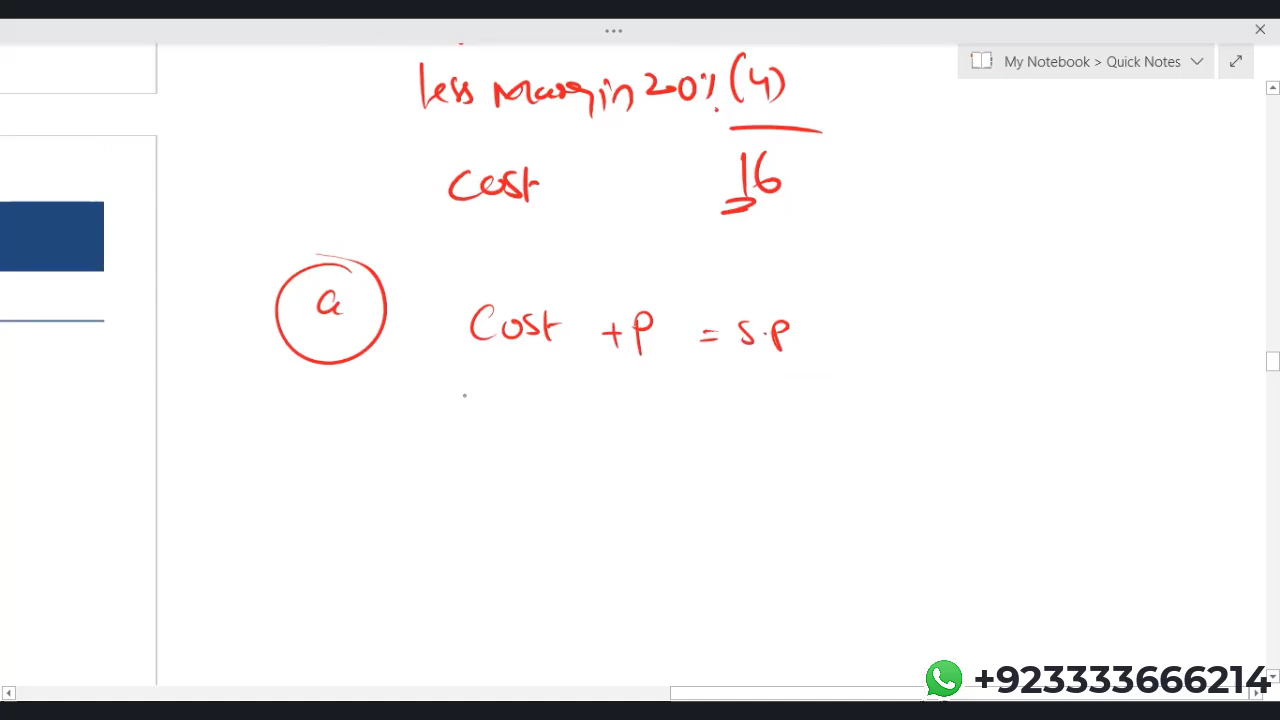 My Notebook > Quick Notes
less margin 20% (4)
cost 16
a
Cost + P = S.P
+923333666214